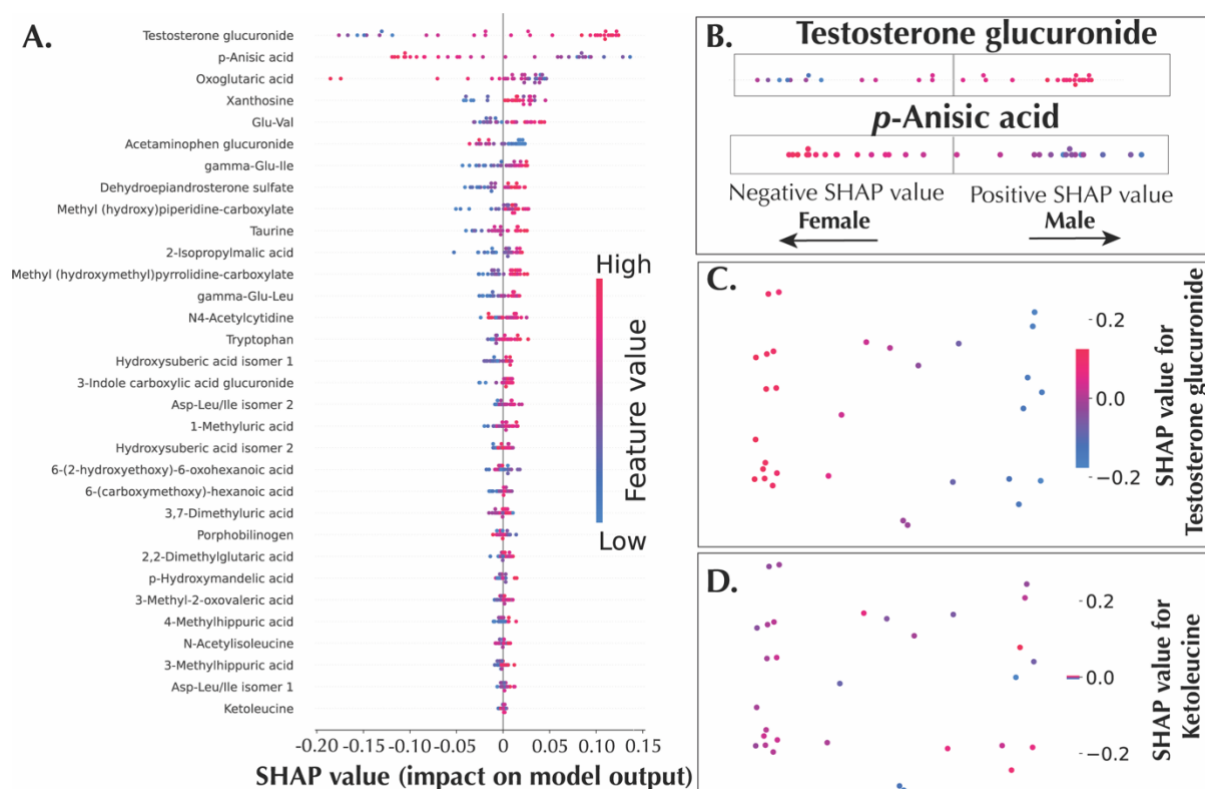 A.
Testosterone glucuronide
p-Anisic acid
Oxoglutaric acid
Xanthosine
Glu-Val
Acetaminophen glucuronide
gamma-Glu-Ile
Dehydroepiandrosterone sulfate
Methyl (hydroxy)piperidine-carboxylate
Taurine
2-Isopropylmalic acid
Methyl (hydroxymethyl)pyrrolidine-carboxylate
gamma-Glu-Leu
N4-Acetylcytidine
Tryptophan
Hydroxysuberic acid isomer 1
3-Indole carboxylic acid glucuronide
Asp-Leu/Ile isomer 2
1-Methyluric acid
Hydroxysuberic acid isomer 2
6-(2-hydroxyethoxy)-6-oxohexanoic acid
6-(carboxymethoxy)-hexanoic acid
3,7-Dimethyluric acid
Porphobilinogen
2,2-Dimethylglutaric acid
p-Hydroxymandelic acid
3-Methyl-2-oxovaleric acid
4-Methylhippuric acid
N-Acetylisoleucine
3-Methylhippuric acid
Asp-Leu/Ile isomer 1
Ketoleucine
-0.20 -0.15 -0.10 -0.05 0 0.05 0.10 0.15
SHAP value (impact on model output)
High
Feature value
Low
B.
Testosterone glucuronide
p-Anisic acid
Negative SHAP value Positive SHAP value
Female Male
C.
0.2
0.0
−0.2
SHAP value for
Testosterone glucuronide
D.
0.2
0.0
−0.2
SHAP value for
Ketoleucine